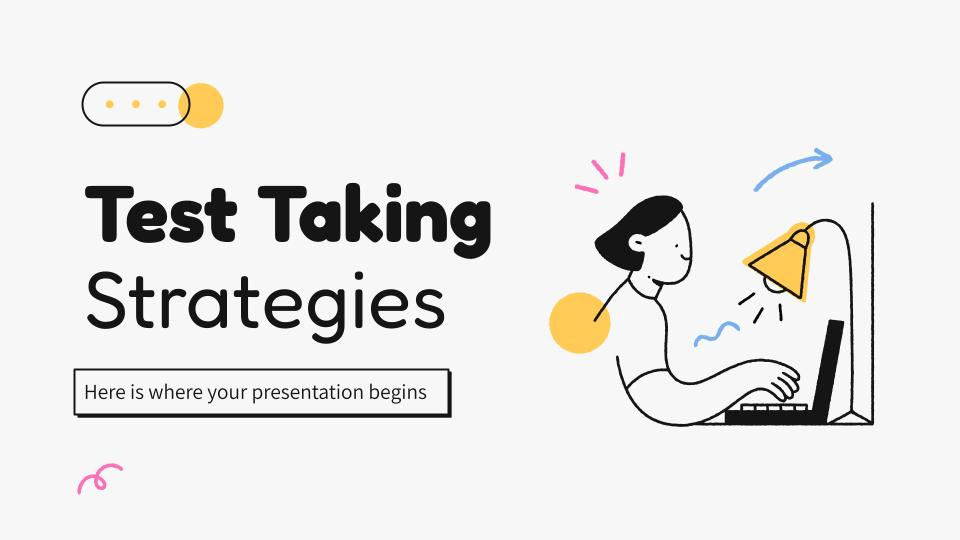 Test Taking
Strategies
Here is where your presentation begins